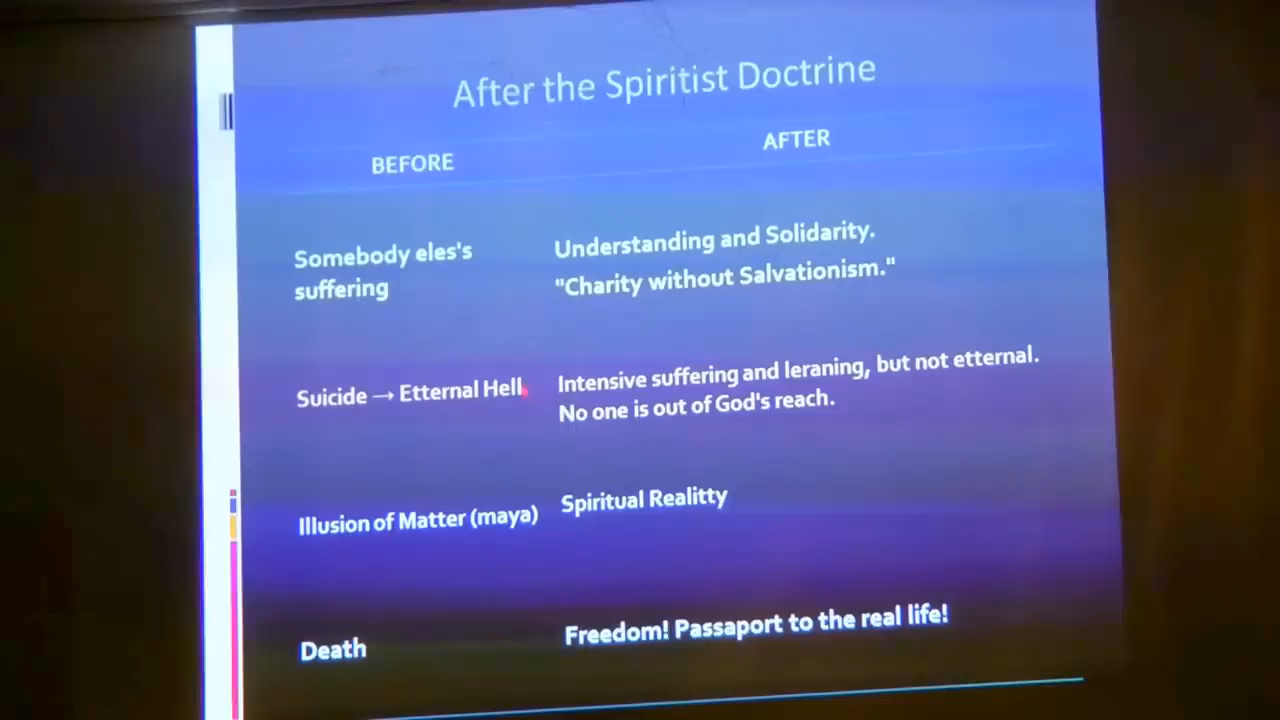 After the Spiritist Doctrine
BEFORE
AFTER
Somebody eles's
suffering
Understanding and Solidarity.
"Charity without Salvationism."
Suicide → Etternal Hell
Intensive suffering and leraning, but not etternal.
No one is out of God's reach.
Illusion of Matter (maya)
Spiritual Realitty
Death
Freedom! Passaport to the real life!